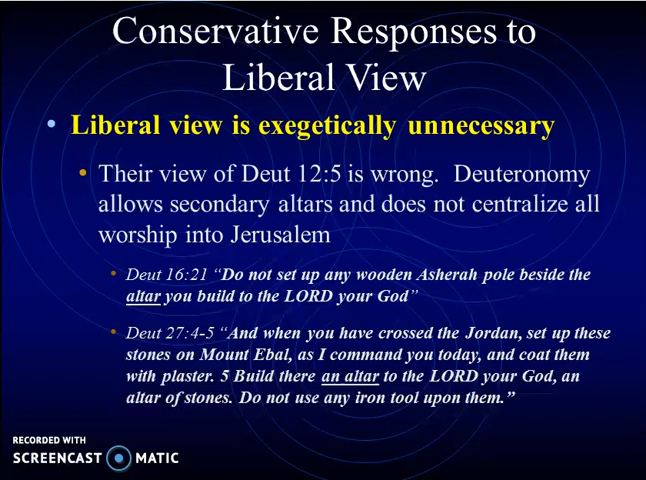 Conservative Responses to
Liberal View
• Liberal view is exegetically unnecessary
• Their view of Deut 12:5 is wrong. Deuteronomy
allows secondary altars and does not centralize all
worship into Jerusalem
• Deut 16:21 “Do not set up any wooden Asherah pole beside the
altar you build to the LORD your God”
• Deut 27:4-5 “And when you have crossed the Jordan, set up these
stones on Mount Ebal, as I command you today, and coat them
with plaster. 5 Build there an altar to the LORD your God, an
altar of stones. Do not use any iron tool upon them.”
RECORDED WITH
SCREENCAST MATIC